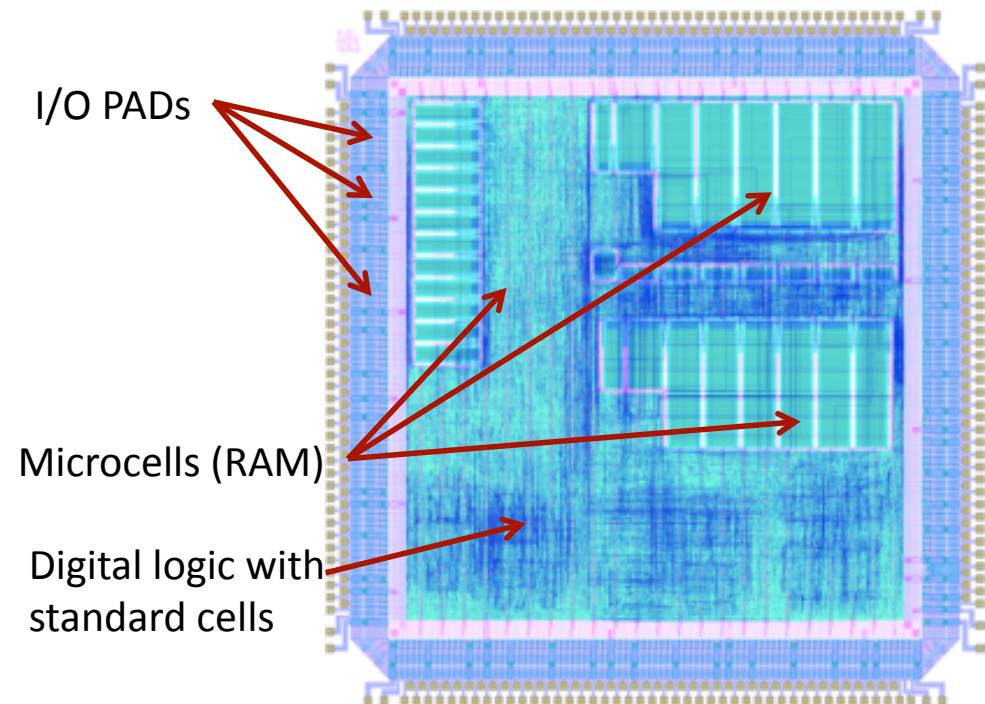 I/O PADs
Microcells (RAM)
Digital logic with
standard cells